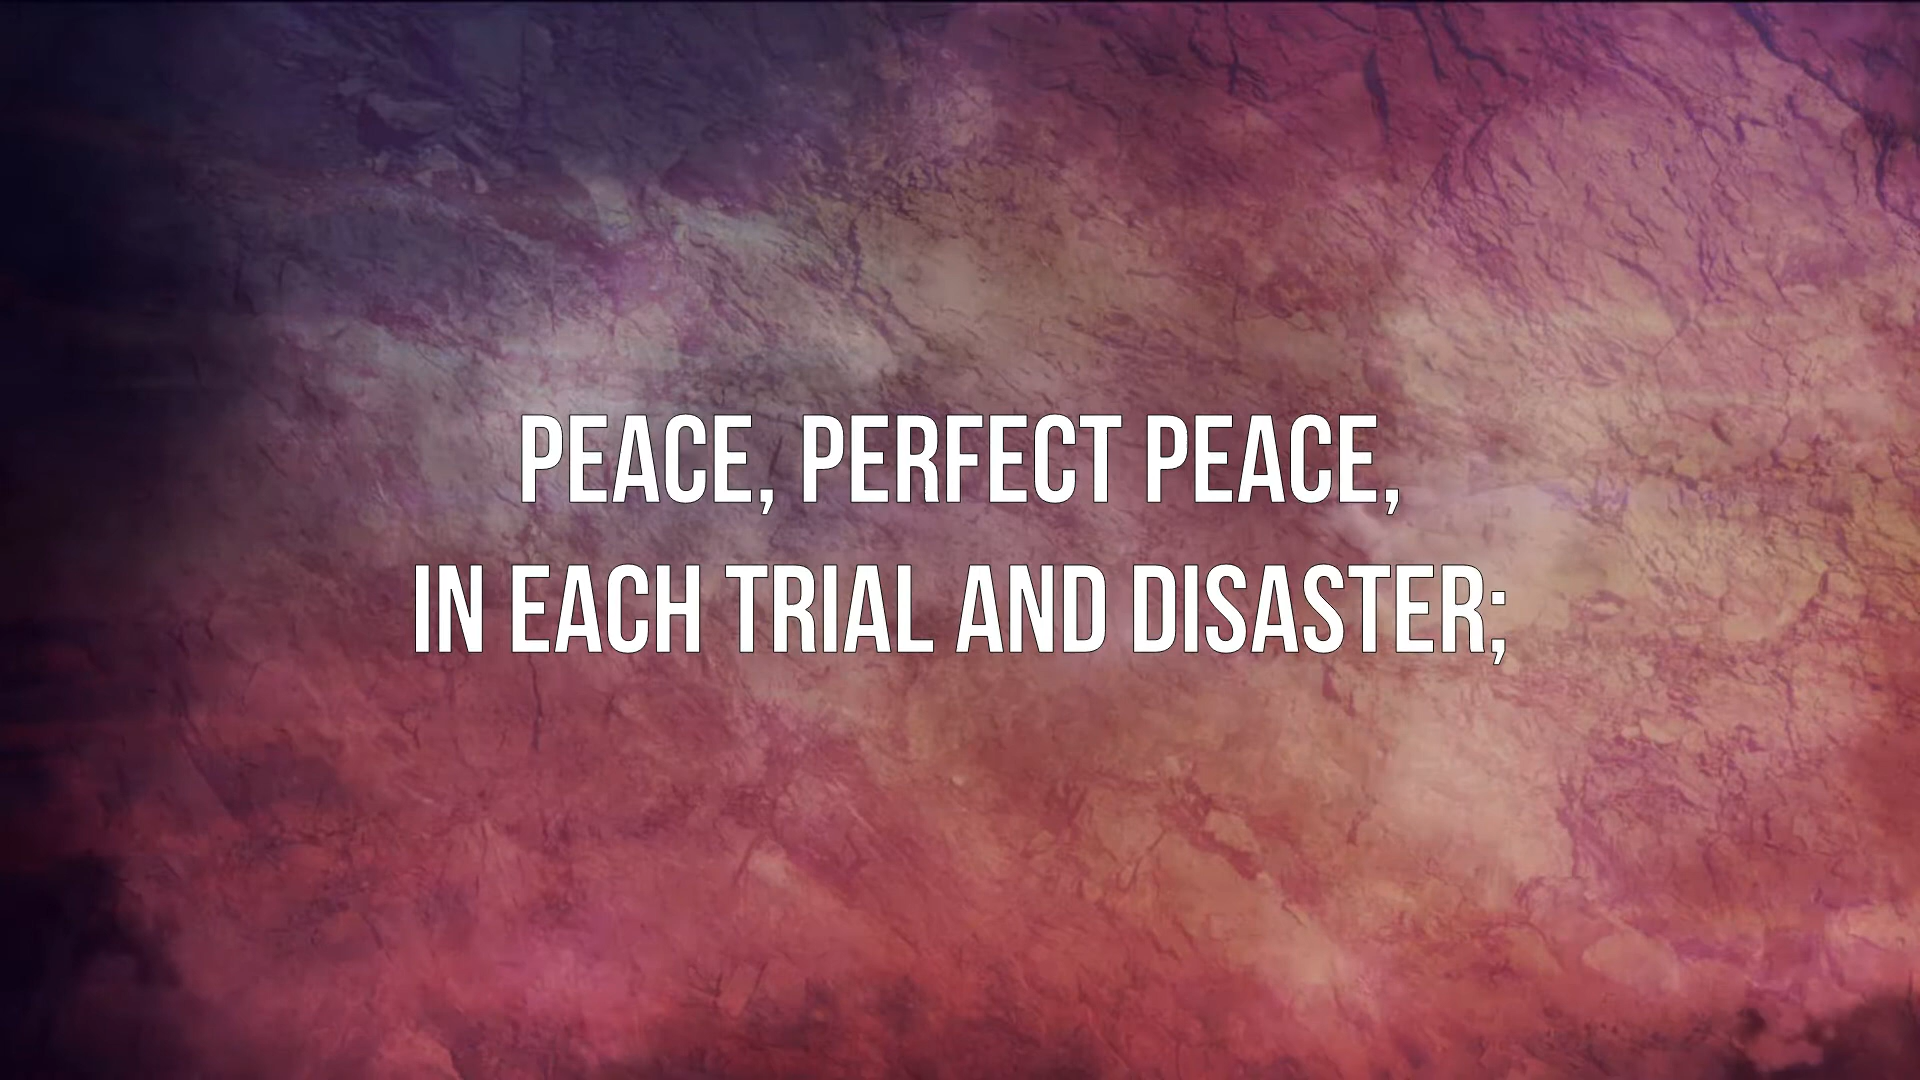 PEACE, PERFECT PEACE,
IN EACH TRIAL AND DISASTER;